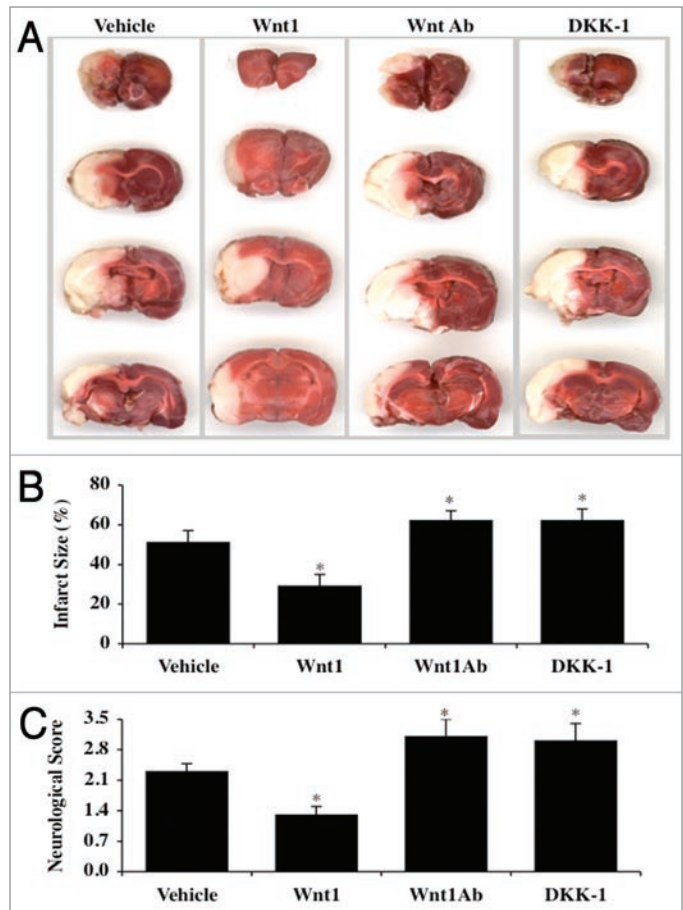 A
Vehicle Wnt1 Wnt Ab DKK-1
B
Infarct Size (%)
80
60
40
20
0
* * *
Vehicle Wnt1 Wnt1Ab DKK-1
C
Neurological Score
3.5
2.8
2.1
1.4
0.7
0.0
* * *
Vehicle Wnt1 Wnt1Ab DKK-1